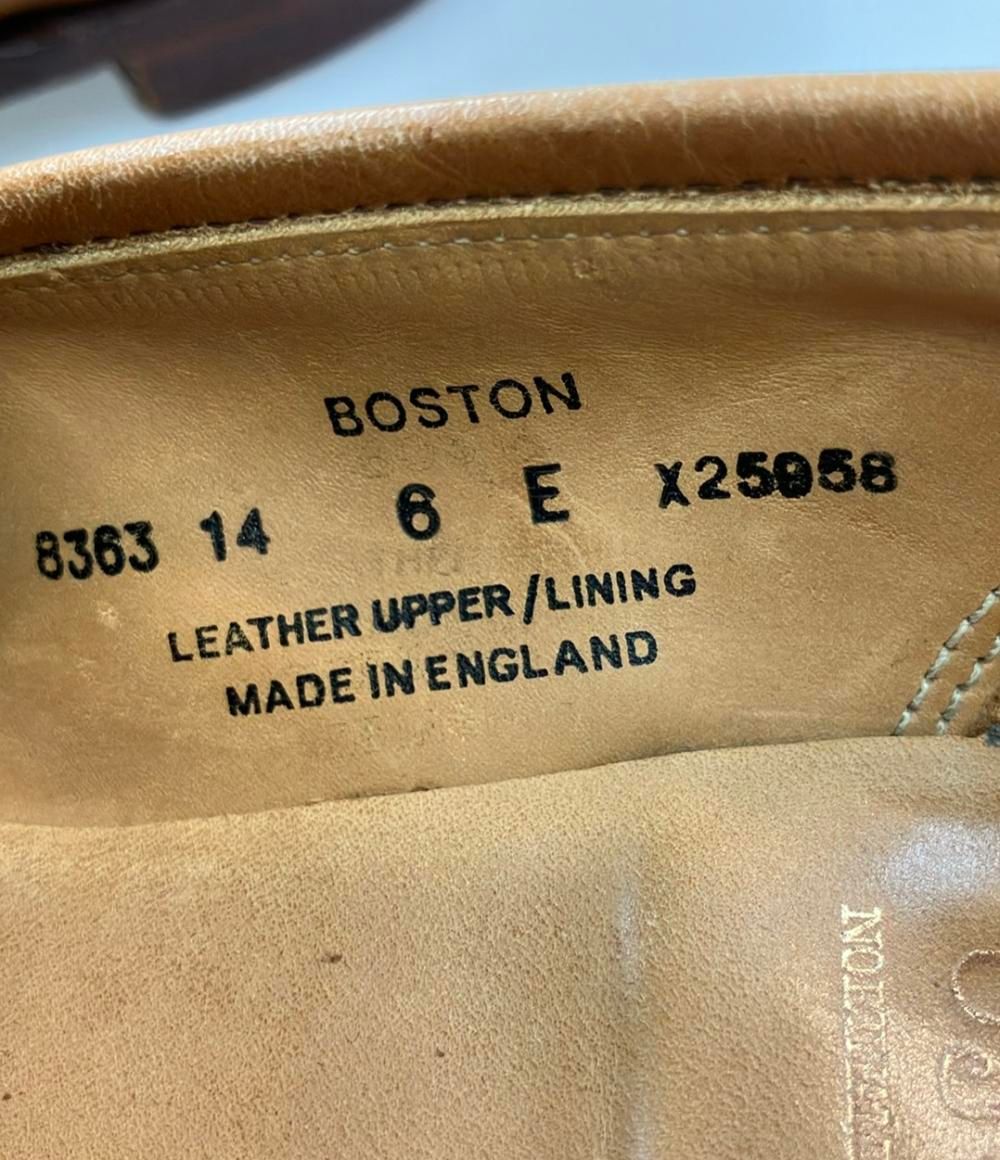 BOSTON
8363 14 6 E X25058
LEATHER UPPER/LINING
MADE IN ENGLAND